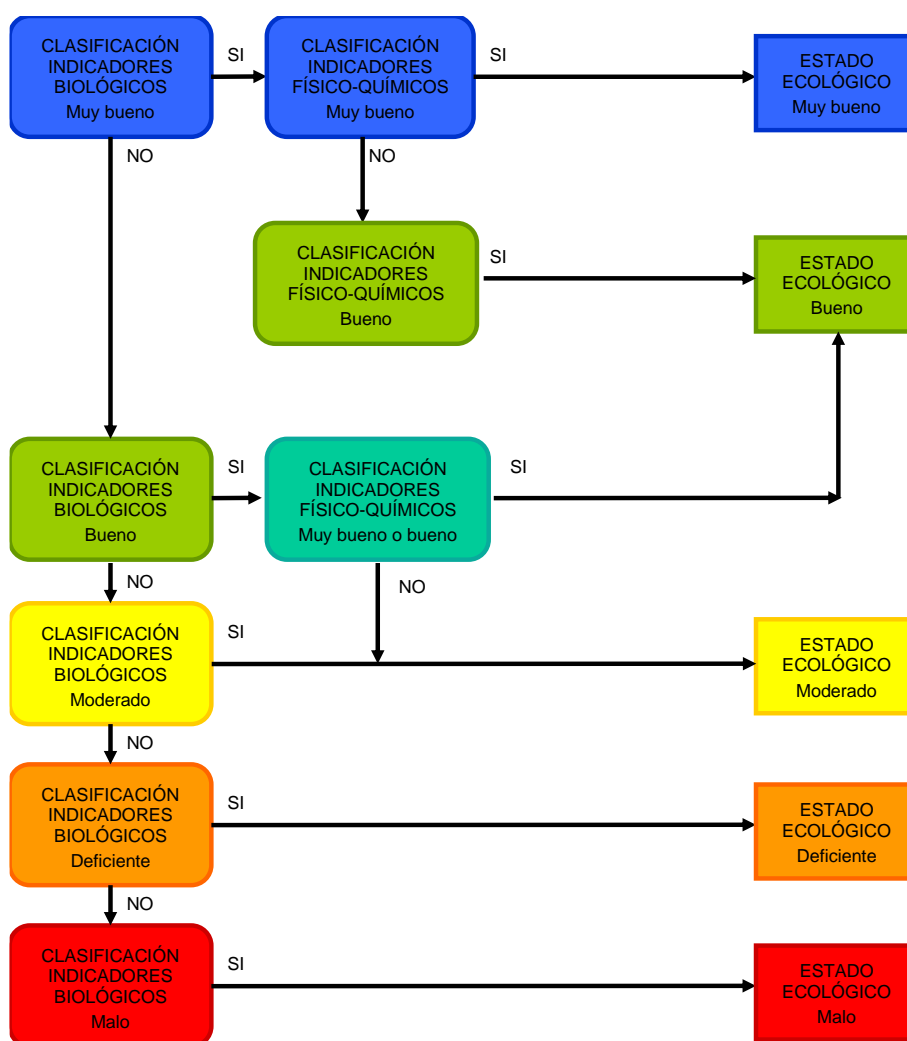 CLASIFICACIÓN
INDICADORES
BIOLÓGICOS
Muy bueno
SI
CLASIFICACIÓN
INDICADORES
FÍSICO-QUÍMICOS
Muy bueno
SI
ESTADO
ECOLÓGICO
Muy bueno
NO
NO
CLASIFICACIÓN
INDICADORES
FÍSICO-QUÍMICOS
Bueno
SI
ESTADO
ECOLÓGICO
Bueno
CLASIFICACIÓN
INDICADORES
BIOLÓGICOS
Bueno
SI
CLASIFICACIÓN
INDICADORES
FÍSICO-QUÍMICOS
Muy bueno o bueno
SI
NO
NO
CLASIFICACIÓN
INDICADORES
BIOLÓGICOS
Moderado
SI
ESTADO
ECOLÓGICO
Moderado
NO
CLASIFICACIÓN
INDICADORES
BIOLÓGICOS
Deficiente
SI
ESTADO
ECOLÓGICO
Deficiente
NO
CLASIFICACIÓN
INDICADORES
BIOLÓGICOS
Malo
SI
ESTADO
ECOLÓGICO
Malo